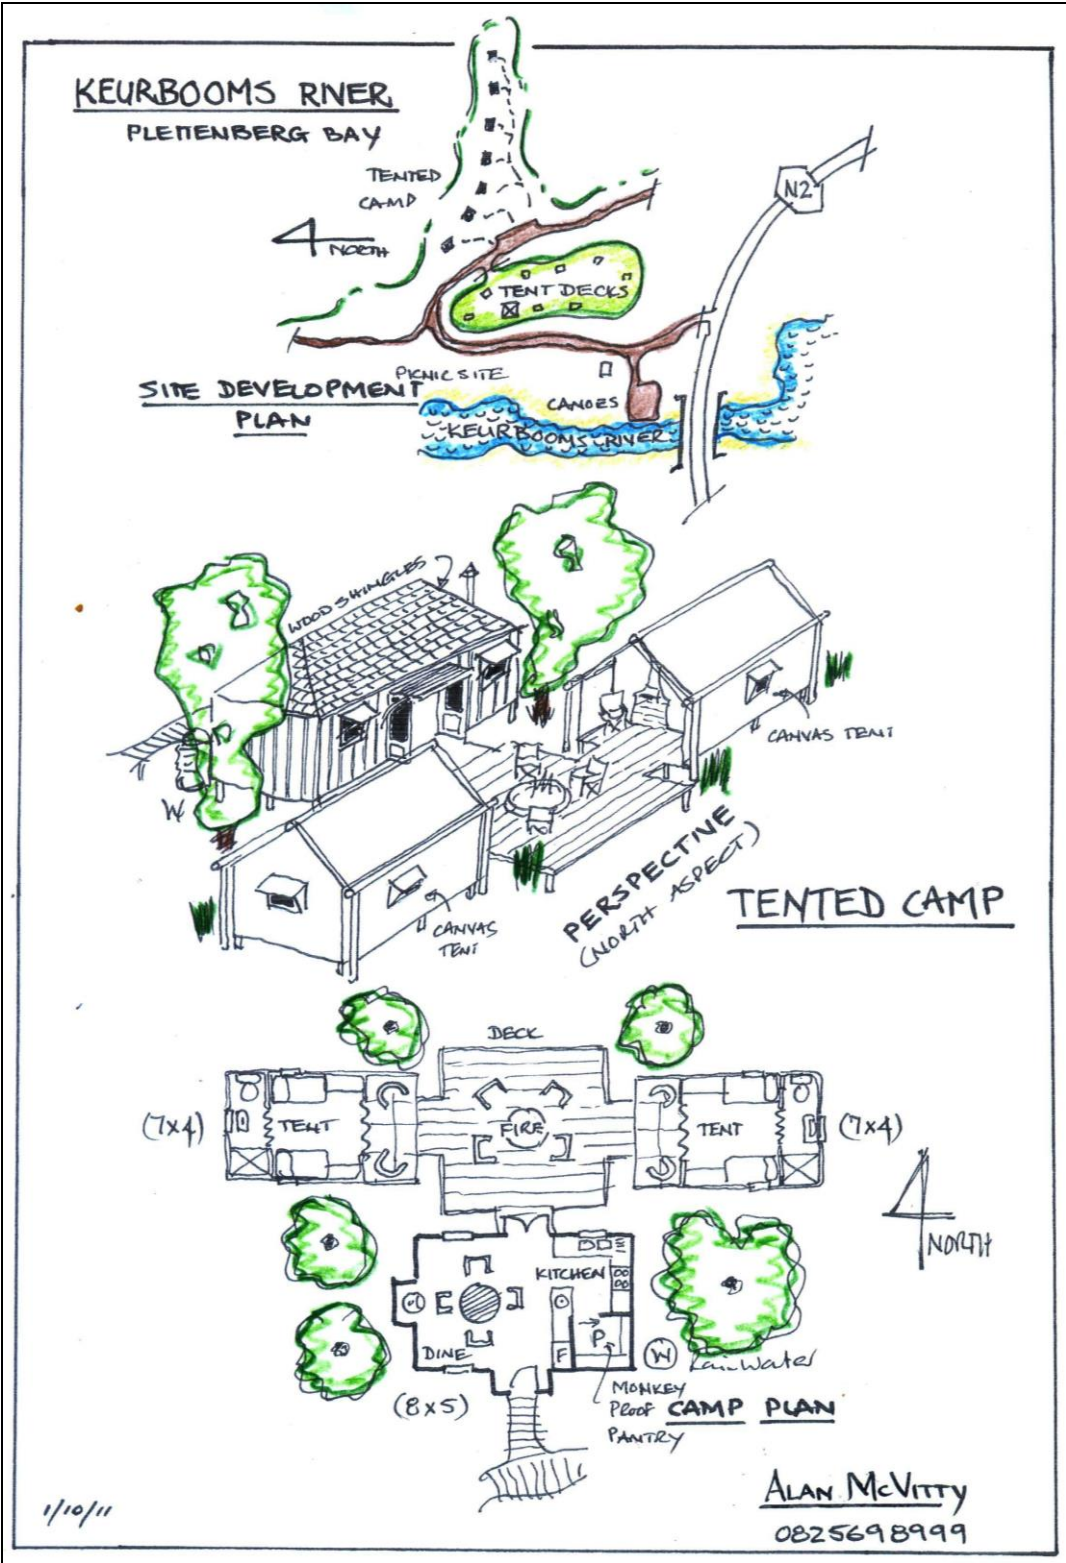 KEURBOOMS RIVER
PLETTENBERG BAY
TENTED
CAMP
NORTH
N2
TENT DECKS
PICNIC SITE
SITE DEVELOPMENT
PLAN
CANOES
KEURBOOMS RIVER
WOOD SHINGLES
CANVAS TENT
W
PERSPECTIVE
(NORTH ASPECT)
TENTED CAMP
CANVAS
TENT
DECK
(7x4)
TENT
FIRE
TENT
(7x4)
NORTH
KITCHEN
DINE
P
F
W
Rain Water
(8x5)
MONKEY
PROOF
PANTRY
CAMP PLAN
ALAN McVITTY
0825698999
1/10/11